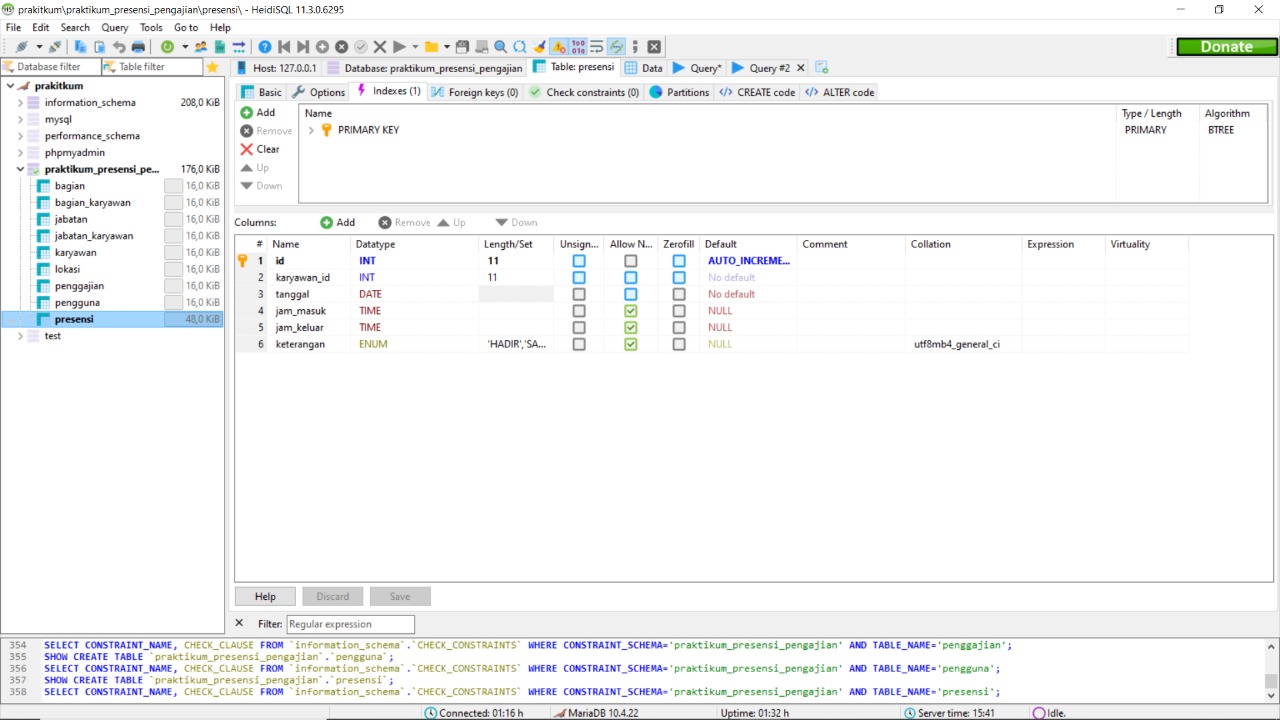 prakitkum\praktikum_presensi_pengajian\presensi\ - HeidiSQL 11.3.0.6295
File Edit Search Query Tools Go to Help
Donate
Database filter Table filter
Host: 127.0.0.1 Database: praktikum_presensi_pengajian Table: presensi Data Query* Query #2
prakitkum
information_schema 208,0 KiB
mysql
performance_schema
phpmyadmin
praktikum_presensi_pe... 176,0 KiB
bagian 16,0 KiB
bagian_karyawan 16,0 KiB
jabatan 16,0 KiB
jabatan_karyawan 16,0 KiB
karyawan 16,0 KiB
lokasi 16,0 KiB
penggajian 16,0 KiB
pengguna 16,0 KiB
presensi 48,0 KiB
test
Basic Options Indexes (1) Foreign keys (0) Check constraints (0) Partitions CREATE code ALTER code
Add
Remove
Clear
Up
Down
Name Type / Length Algorithm
PRIMARY KEY PRIMARY BTREE
Columns: Add Remove Up Down
# Name Datatype Length/Set Unsign... Allow N... Zerofill Default Comment Collation Expression Virtuality
1 id INT 11 AUTO_INCREME...
2 karyawan_id INT 11 No default
3 tanggal DATE No default
4 jam_masuk TIME NULL
5 jam_keluar TIME NULL
6 keterangan ENUM 'HADIR','SA... NULL utf8mb4_general_ci
Help Discard Save
Filter: Regular expression
354 SELECT CONSTRAINT_NAME, CHECK_CLAUSE FROM `information_schema`.`CHECK_CONSTRAINTS` WHERE CONSTRAINT_SCHEMA='praktikum_presensi_pengajian' AND TABLE_NAME='penggajian';
355 SHOW CREATE TABLE `praktikum_presensi_pengajian`.`pengguna`;
356 SELECT CONSTRAINT_NAME, CHECK_CLAUSE FROM `information_schema`.`CHECK_CONSTRAINTS` WHERE CONSTRAINT_SCHEMA='praktikum_presensi_pengajian' AND TABLE_NAME='pengguna';
357 SHOW CREATE TABLE `praktikum_presensi_pengajian`.`presensi`;
358 SELECT CONSTRAINT_NAME, CHECK_CLAUSE FROM `information_schema`.`CHECK_CONSTRAINTS` WHERE CONSTRAINT_SCHEMA='praktikum_presensi_pengajian' AND TABLE_NAME='presensi';
Connected: 01:16 h MariaDB 10.4.22 Uptime: 01:32 h Server time: 15:41 Idle.